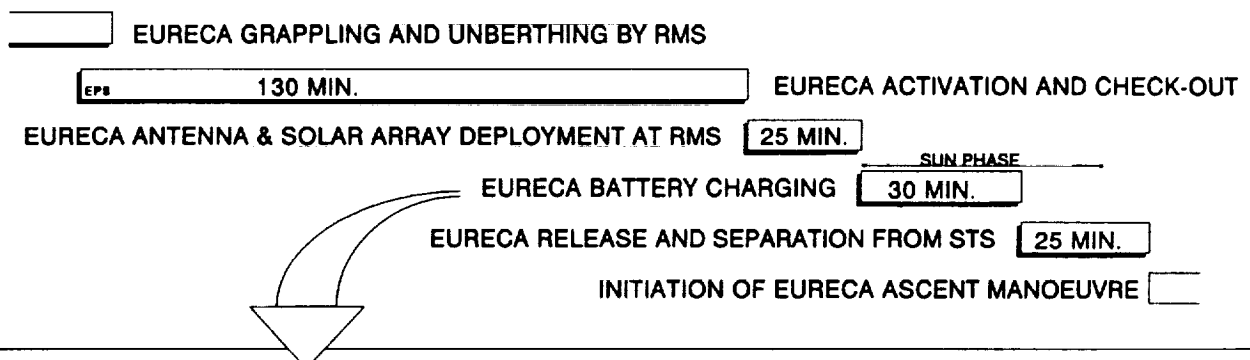 EURECA GRAPPLING AND UNBERTHING BY RMS
EPS 130 MIN. EURECA ACTIVATION AND CHECK-OUT
EURECA ANTENNA & SOLAR ARRAY DEPLOYMENT AT RMS 25 MIN.
SUN PHASE
EURECA BATTERY CHARGING 30 MIN.
EURECA RELEASE AND SEPARATION FROM STS 25 MIN.
INITIATION OF EURECA ASCENT MANOEUVRE